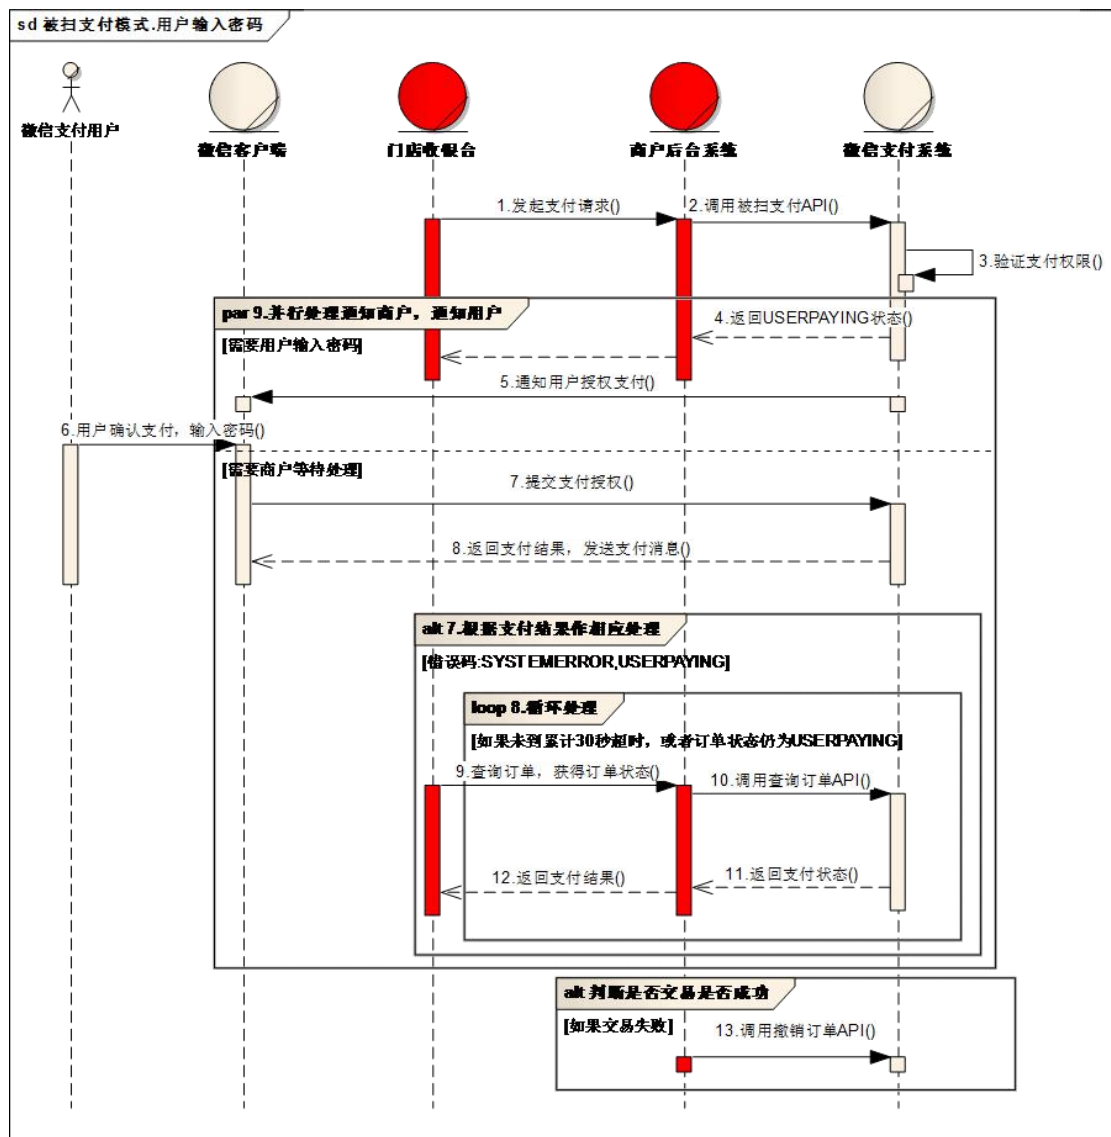 sd 被扫支付模式.用户输入密码
微信支付用户
微信客户端
门店收银台
商户后台系统
微信支付系统
1.发起支付请求()
2.调用被扫支付API()
3.验证支付权限()
par 9.并行处理通知商户，通知用户
4.返回USERPAYING状态()
[需要用户输入密码]
5.通知用户授权支付()
6.用户确认支付，输入密码()
[需要商户等待处理]
7.提交支付授权()
8.返回支付结果，发送支付消息()
alt 7.根据支付结果作相应处理
[错误码:SYSTEMERROR,USERPAYING]
loop 8.循环处理
[如果未到累计30秒超时，或者订单状态仍为USERPAYING]
9.查询订单，获得订单状态()
10.调用查询订单API()
11.返回支付状态()
12.返回支付结果()
alt 判断是否交易是否成功
[如果交易失败]
13.调用撤销订单API()